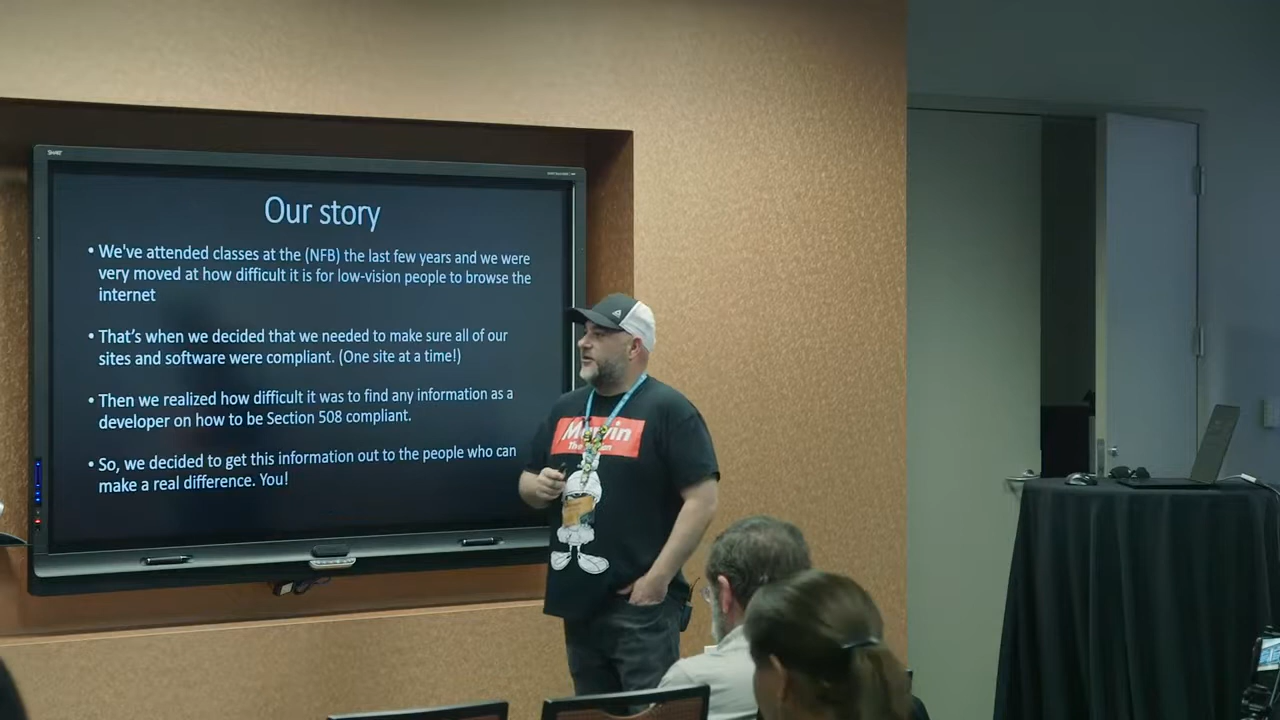 SMART
Our story
• We've attended classes at the (NFB) the last few years and we were
very moved at how difficult it is for low-vision people to browse the
internet
• That's when we decided that we needed to make sure all of our
sites and software were compliant. (One site at a time!)
• Then we realized how difficult it was to find any information as a
developer on how to be Section 508 compliant.
• So, we decided to get this information out to the people who can
make a real difference. You!
Marvin
The